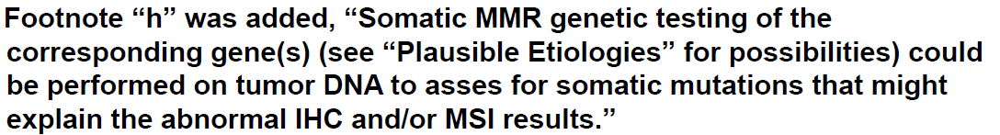 Footnote “h” was added, “Somatic MMR genetic testing of the
corresponding gene(s) (see “Plausible Etiologies” for possibilities) could
be performed on tumor DNA to asses for somatic mutations that might
explain the abnormal IHC and/or MSI results.”